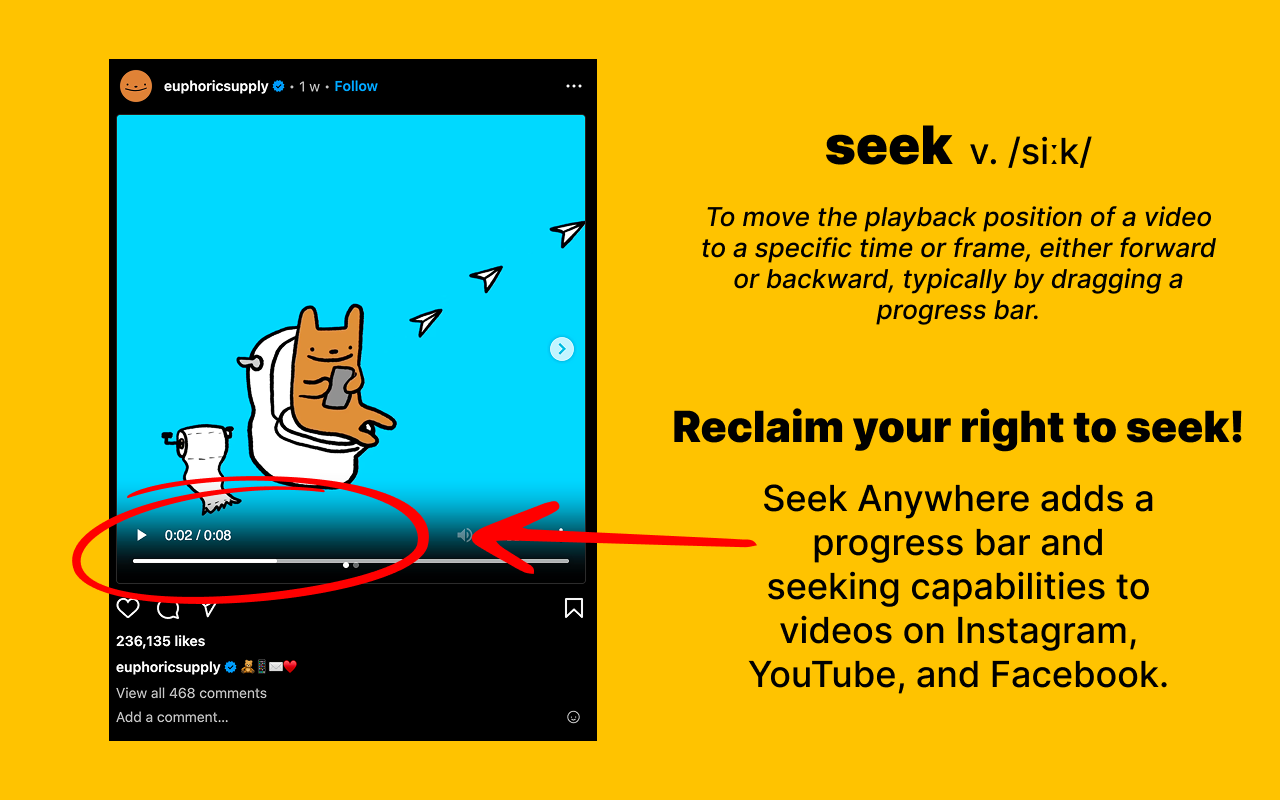 euphoricsupply • 1 w • Follow
seek v. /siːk/
To move the playback position of a video
to a specific time or frame, either forward
or backward, typically by dragging a
progress bar.
Reclaim your right to seek!
Seek Anywhere adds a
progress bar and
seeking capabilities to
videos on Instagram,
YouTube, and Facebook.
0:02 / 0:08
236,135 likes
euphoricsupply 🧸📱✉️❤️
View all 468 comments
Add a comment...